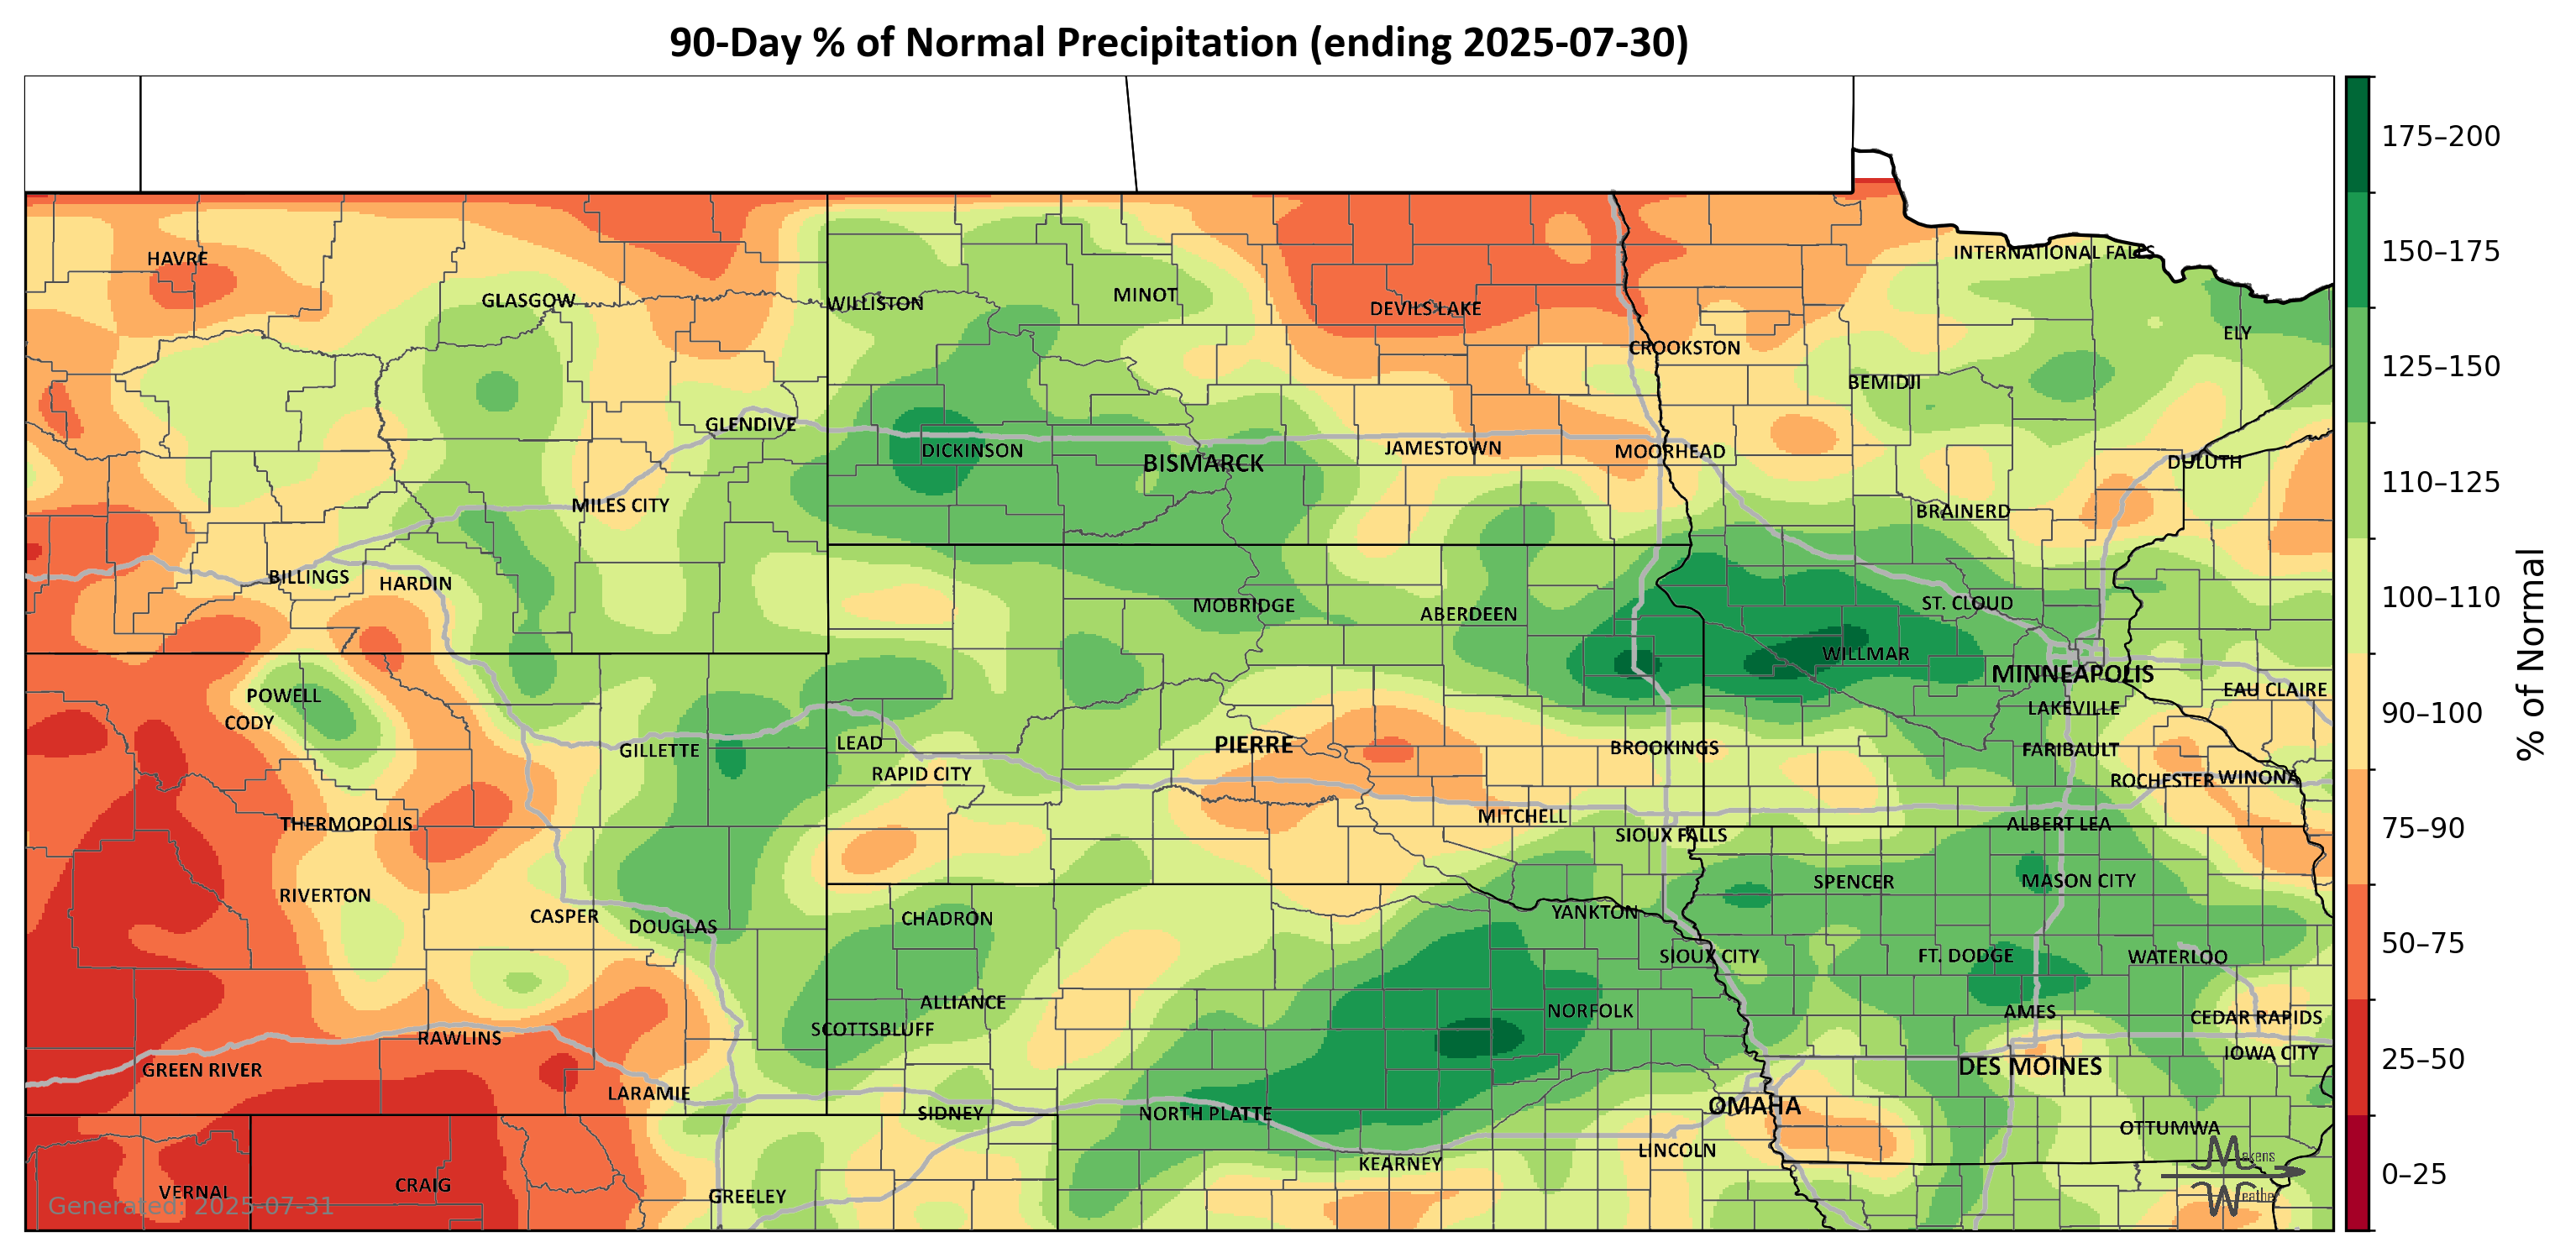 90-Day % of Normal Precipitation (ending 2025-07-30)
175–200
INTERNATIONAL FALLS
150–175
HAVRE
GLASGOW
WILLISTON
MINOT
DEVILS LAKE
ELY
CROOKSTON
125–150
BEMIDJI
GLENDIVE
DICKINSON
BISMARCK
JAMESTOWN
MOORHEAD
DULUTH
110–125
MILES CITY
BRAINERD
BILLINGS
HARDIN
MOBRIDGE
ABERDEEN
ST. CLOUD
100–110
WILLMAR
MINNEAPOLIS
POWELL
EAU CLAIRE
CODY
LAKEVILLE
90–100
GILLETTE
LEAD
PIERRE
BROOKINGS
FARIBAULT
% of Normal
RAPID CITY
ROCHESTER
WINONA
THERMOPOLIS
MITCHELL
SIOUX FALLS
ALBERT LEA
75–90
RIVERTON
SPENCER
MASON CITY
CASPER
DOUGLAS
CHADRON
YANKTON
50–75
SIOUX CITY
FT. DODGE
WATERLOO
ALLIANCE
NORFOLK
AMES
CEDAR RAPIDS
SCOTTSBLUFF
RAWLINS
IOWA CITY
25–50
GREEN RIVER
DES MOINES
LARAMIE
SIDNEY
NORTH PLATTE
OMAHA
OTTUMWA
LINCOLN
KEARNEY
Makens
Weather
VERNAL
CRAIG
GREELEY
0–25
Generated: 2025-07-31